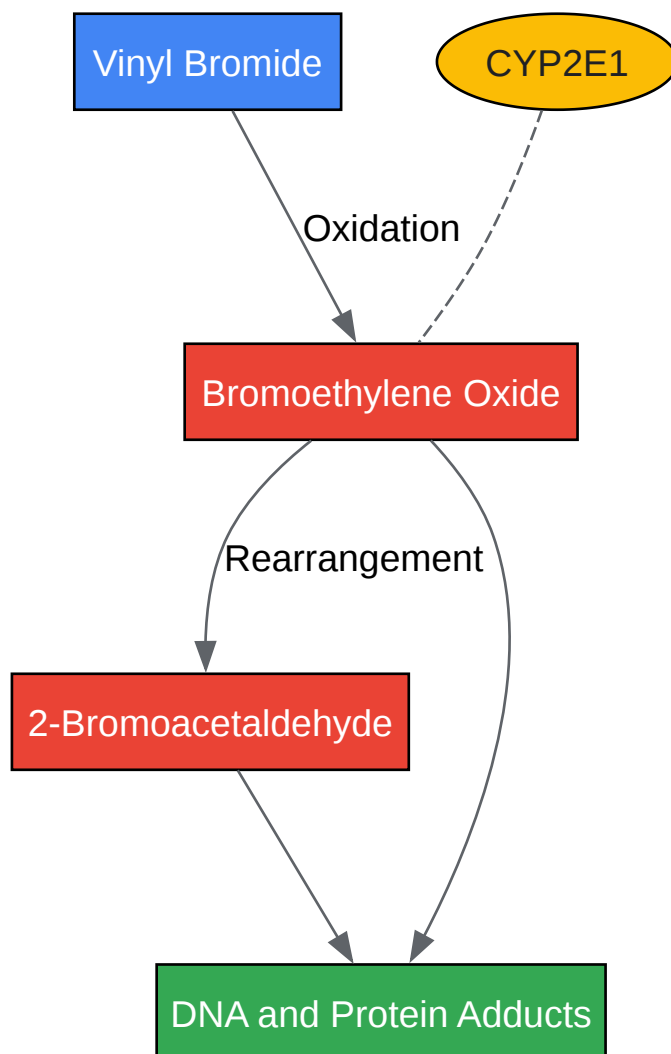 Vinyl Bromide
CYP2E1
Oxidation
Bromoethylene Oxide
Rearrangement
2-Bromoacetaldehyde
DNA and Protein Adducts